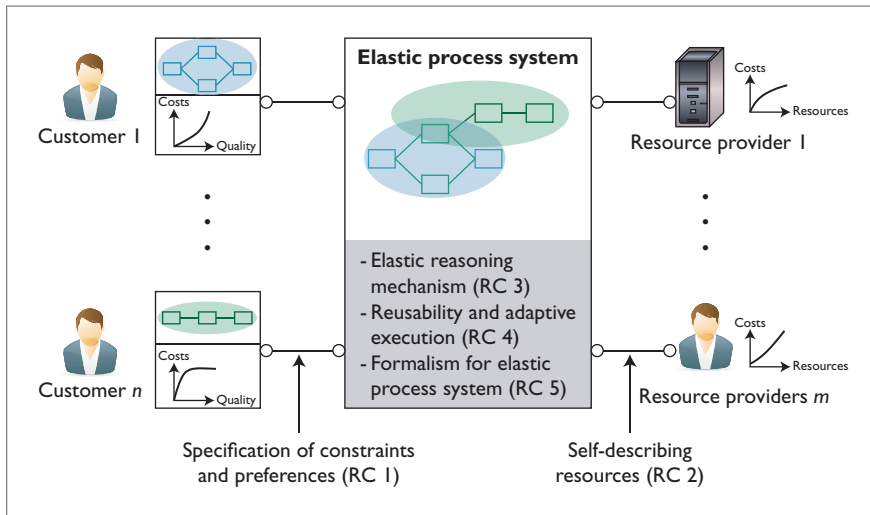 Elastic process system
Costs
Quality
Customer 1
Costs
Resources
Resource provider 1
- Elastic reasoning
mechanism (RC 3)
- Reusability and adaptive
execution (RC 4)
- Formalism for elastic
process system (RC 5)
Costs
Quality
Customer n
Costs
Resources
Resource providers m
Specification of constraints
and preferences (RC 1)
Self-describing
resources (RC 2)